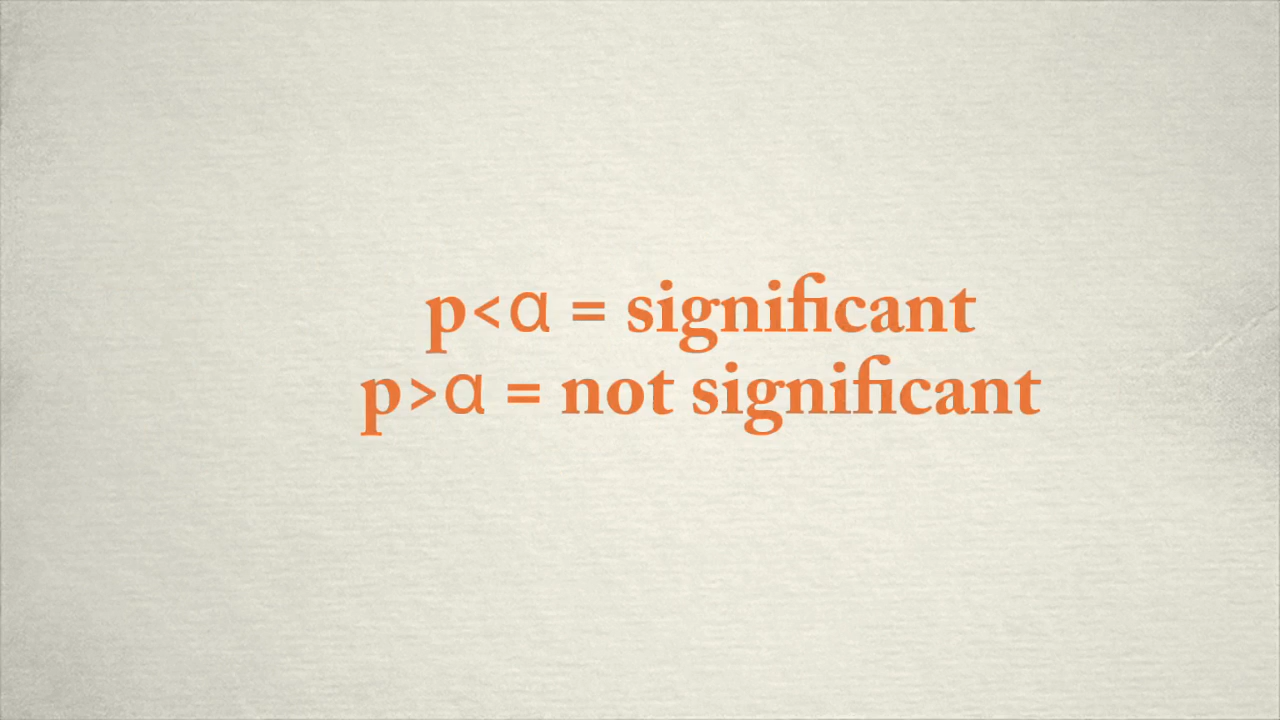 p<α = significant
p>α = not significant